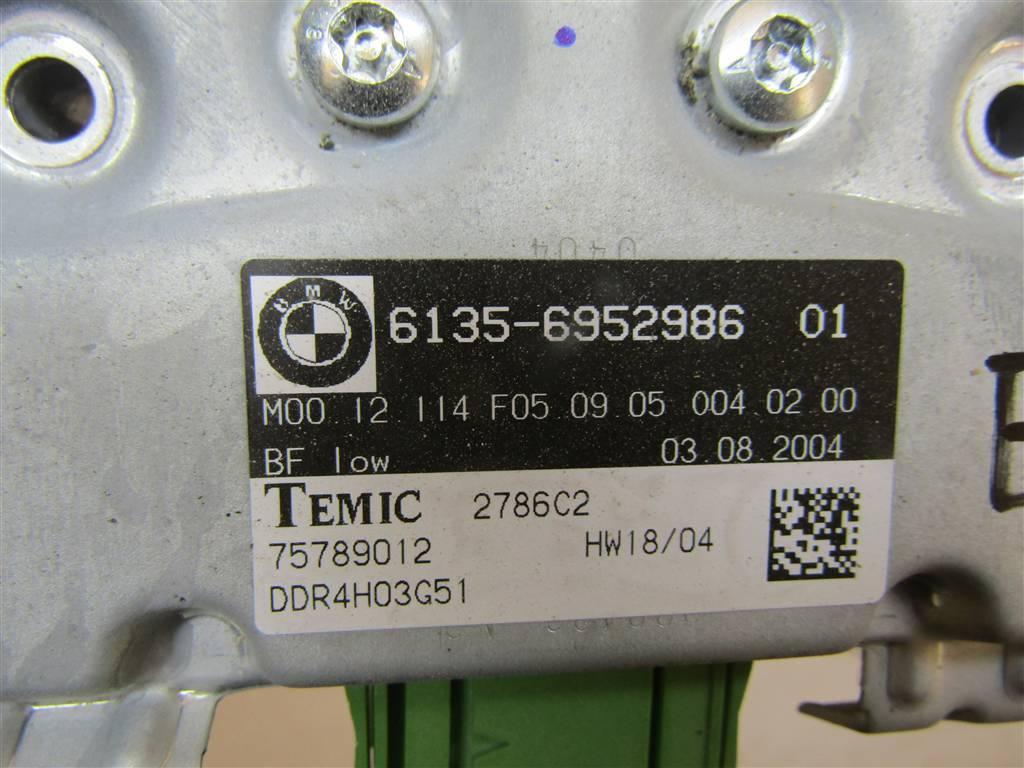 0404
BMW
6135-6952986 01
M00 12 114 F05 09 05 004 02 00
BF low 03 08 2004
TEMIC 2786C2
75789012 HW18/04
DDR4H03G51